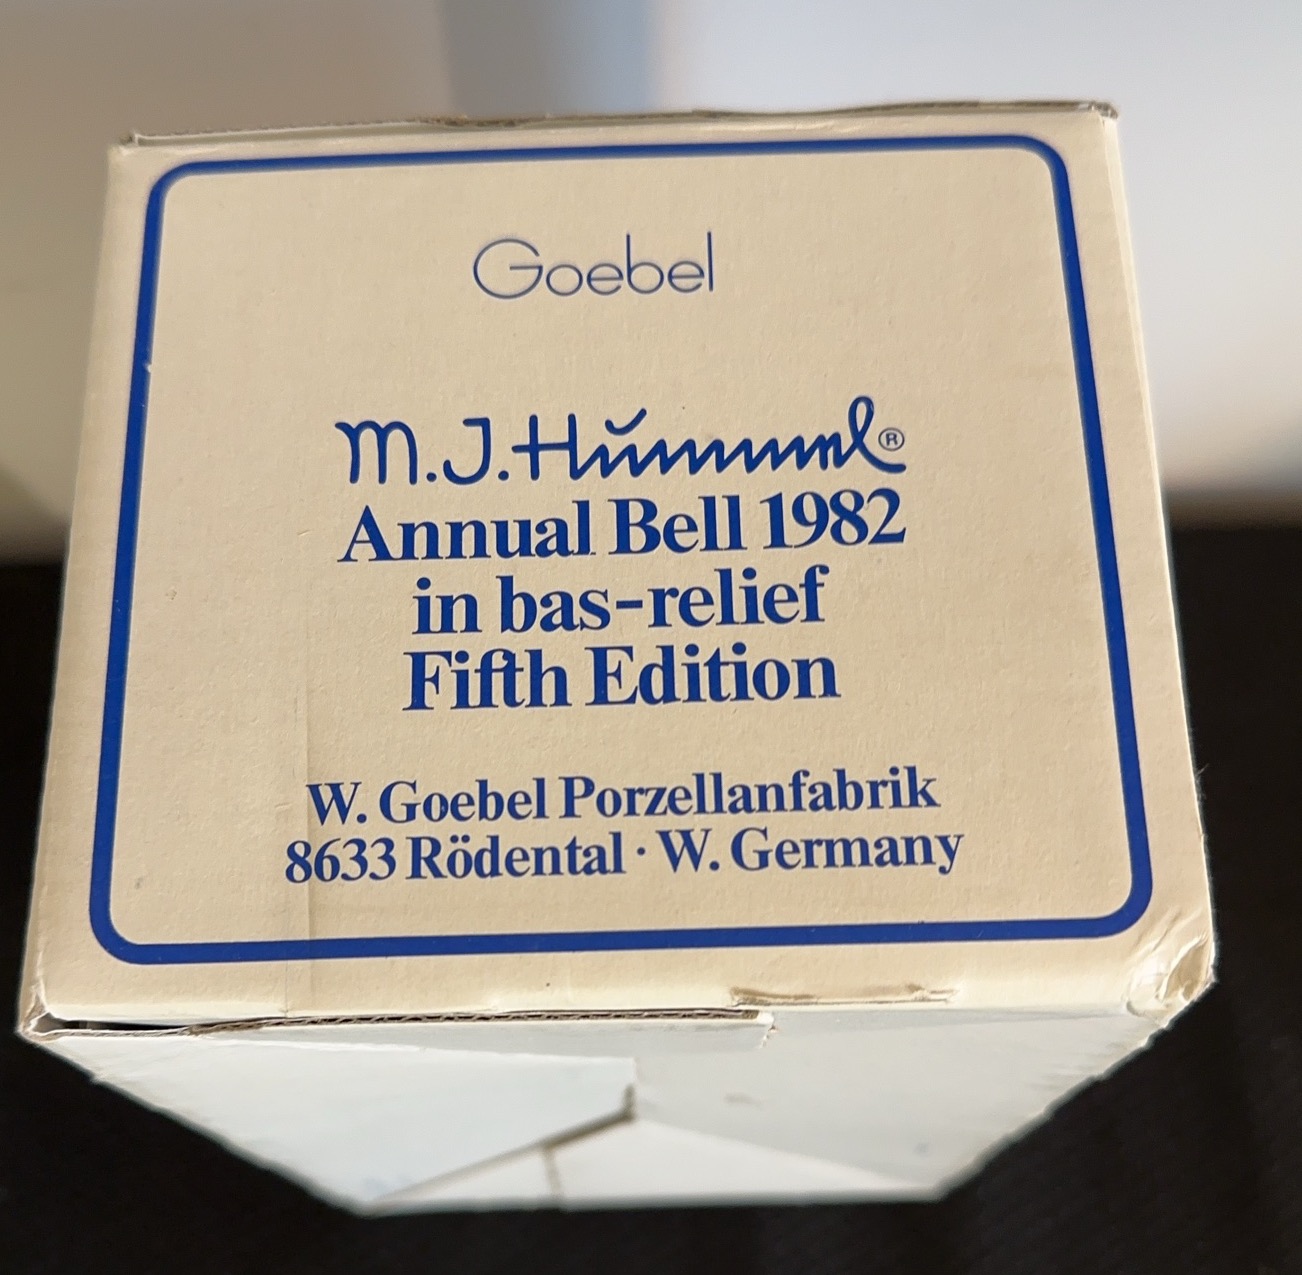 Goebel
M.J.Hummel®
Annual Bell 1982
in bas-relief
Fifth Edition
W. Goebel Porzellanfabrik
8633 Rödental · W. Germany